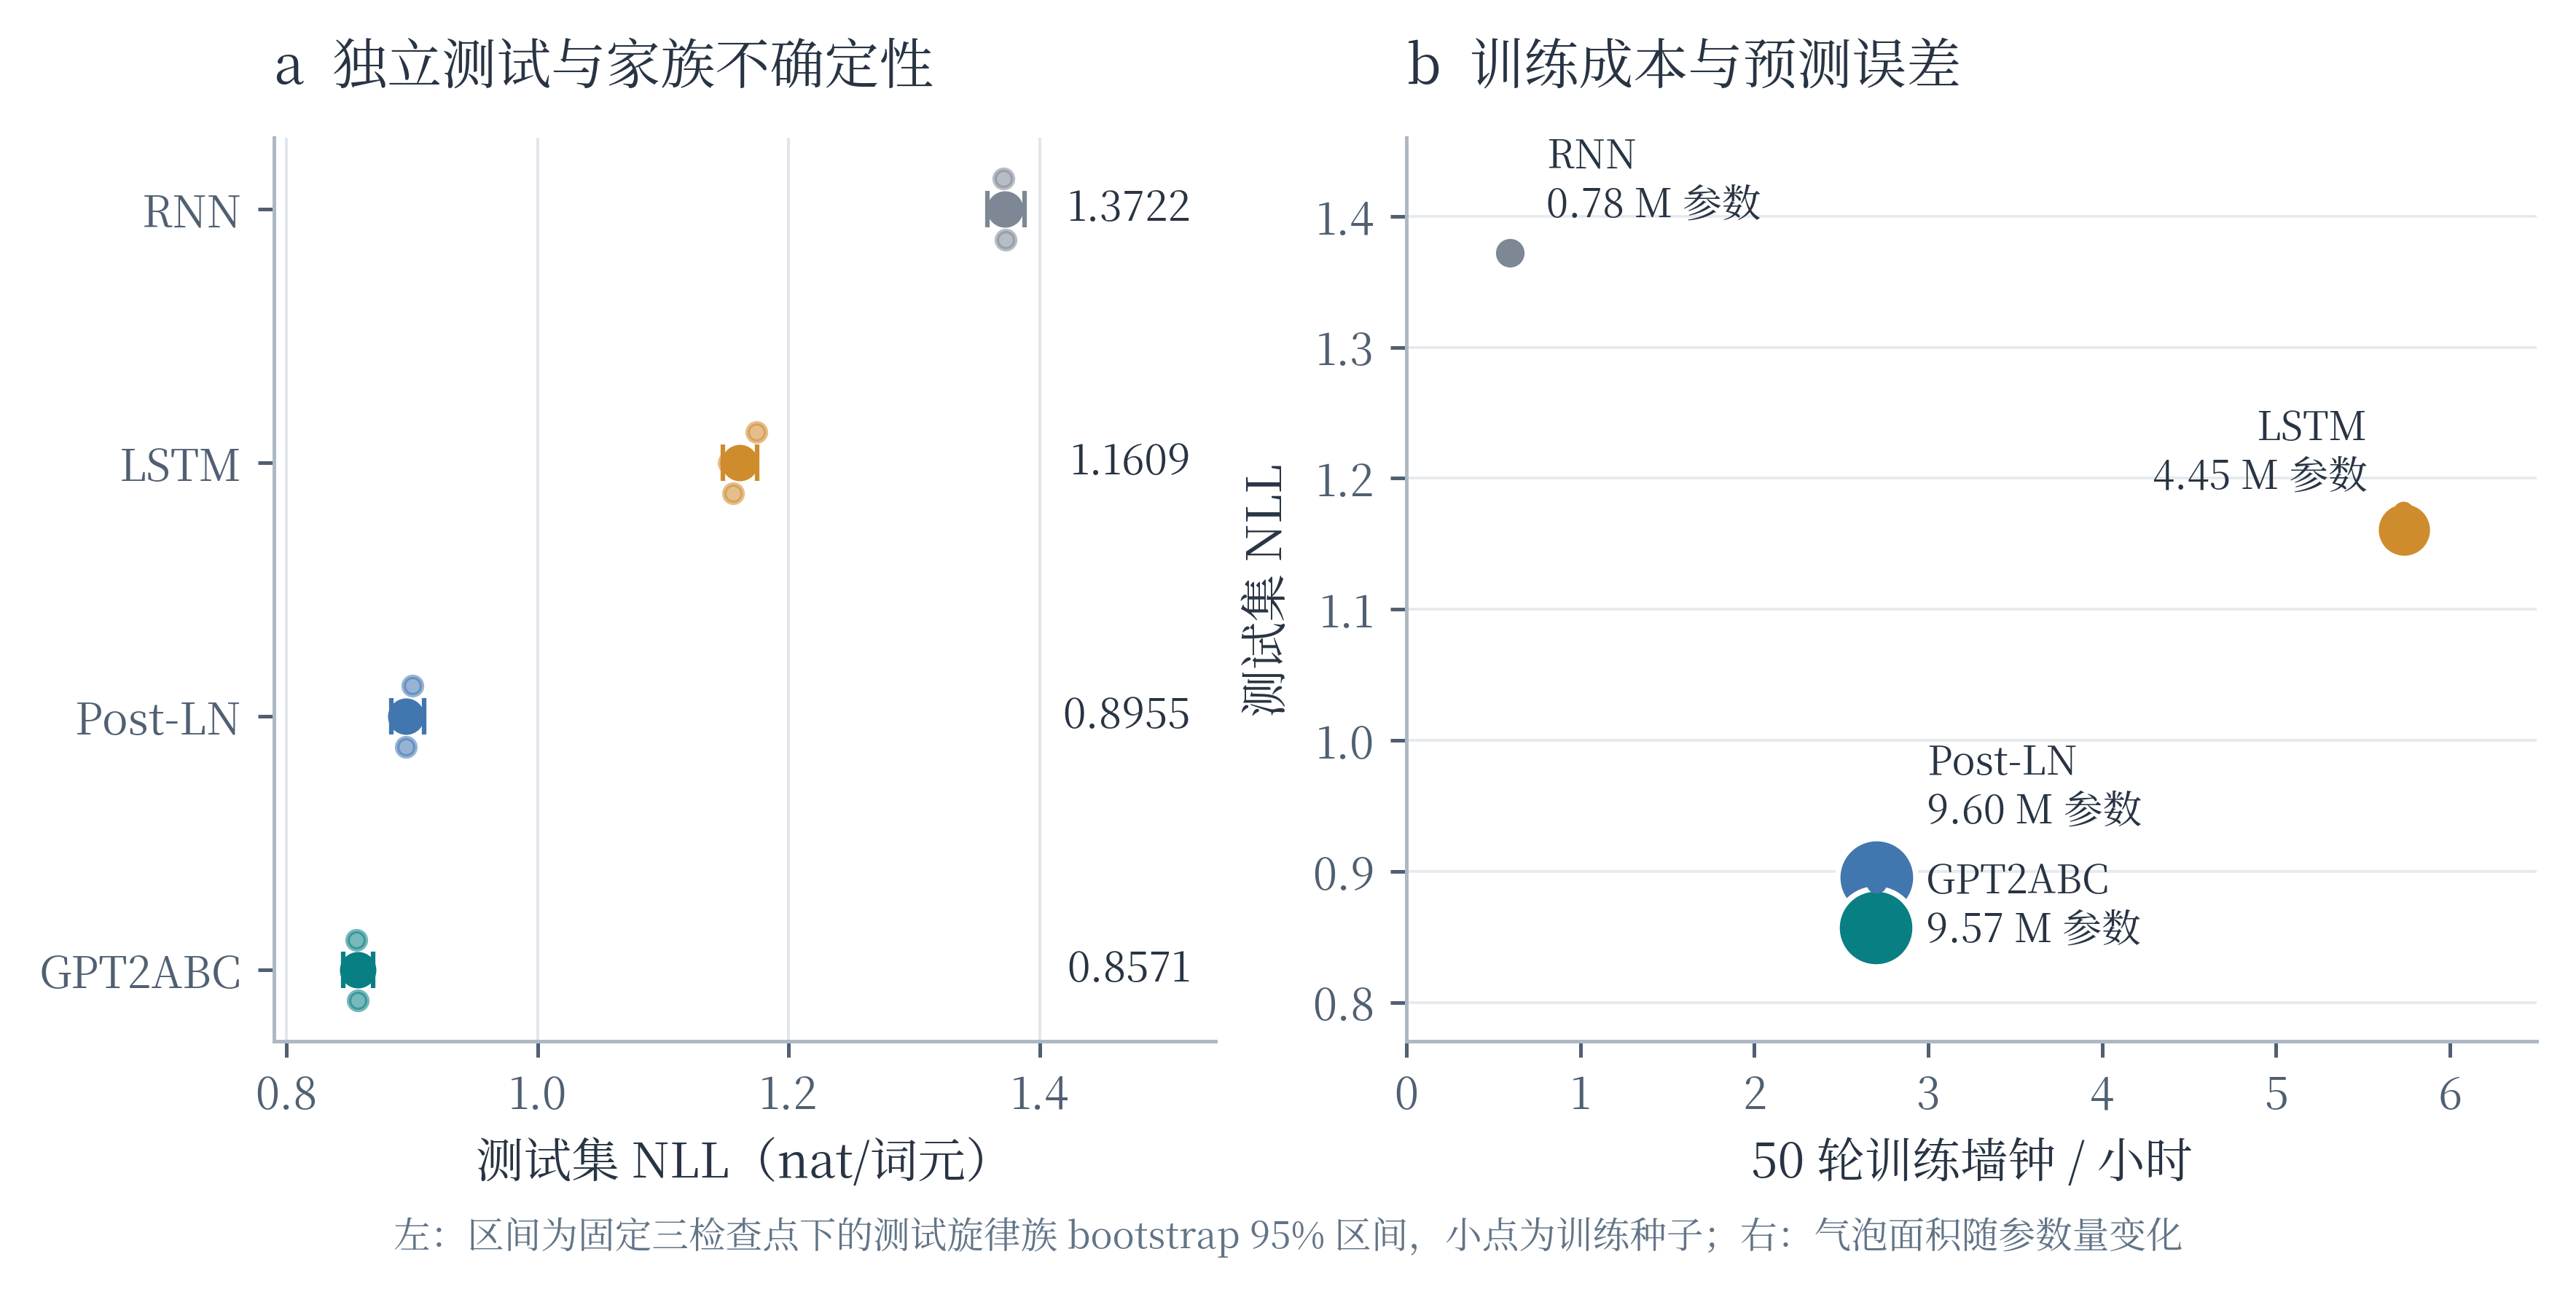 a 独立测试与家族不确定性
RNN
LSTM
Post-LN
GPT2ABC
1.3722
1.1609
0.8955
0.8571
0.8 1.0 1.2 1.4
测试集 NLL（nat/词元）
b 训练成本与预测误差
测试集 NLL
1.4
1.3
1.2
1.1
1.0
0.9
0.8
RNN
0.78 M 参数
LSTM
4.45 M 参数
Post-LN
9.60 M 参数
GPT2ABC
9.57 M 参数
0 1 2 3 4 5 6
50 轮训练墙钟 / 小时
左：区间为固定三检查点下的测试旋律族 bootstrap 95% 区间，小点为训练种子；右：气泡面积随参数量变化